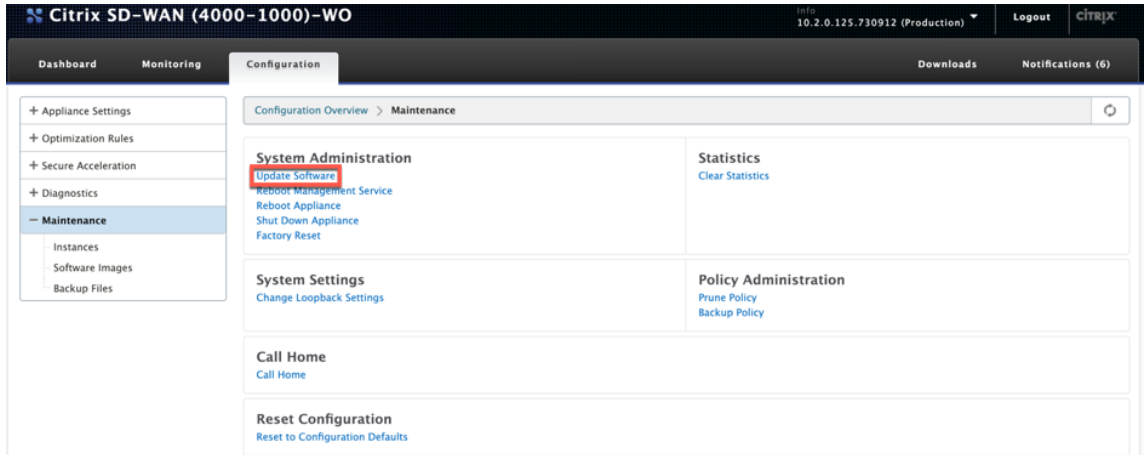 Citrix SD-WAN (4000-1000)-WO
Info
10.2.0.125.730912 (Production)
Logout
CITRIX
Dashboard
Monitoring
Configuration
Downloads
Notifications (6)
+ Appliance Settings
+ Optimization Rules
+ Secure Acceleration
+ Diagnostics
− Maintenance
Instances
Software Images
Backup Files
Configuration Overview > Maintenance
System Administration
Update Software
Reboot Management Service
Reboot Appliance
Shut Down Appliance
Factory Reset
Statistics
Clear Statistics
System Settings
Change Loopback Settings
Policy Administration
Prune Policy
Backup Policy
Call Home
Call Home
Reset Configuration
Reset to Configuration Defaults